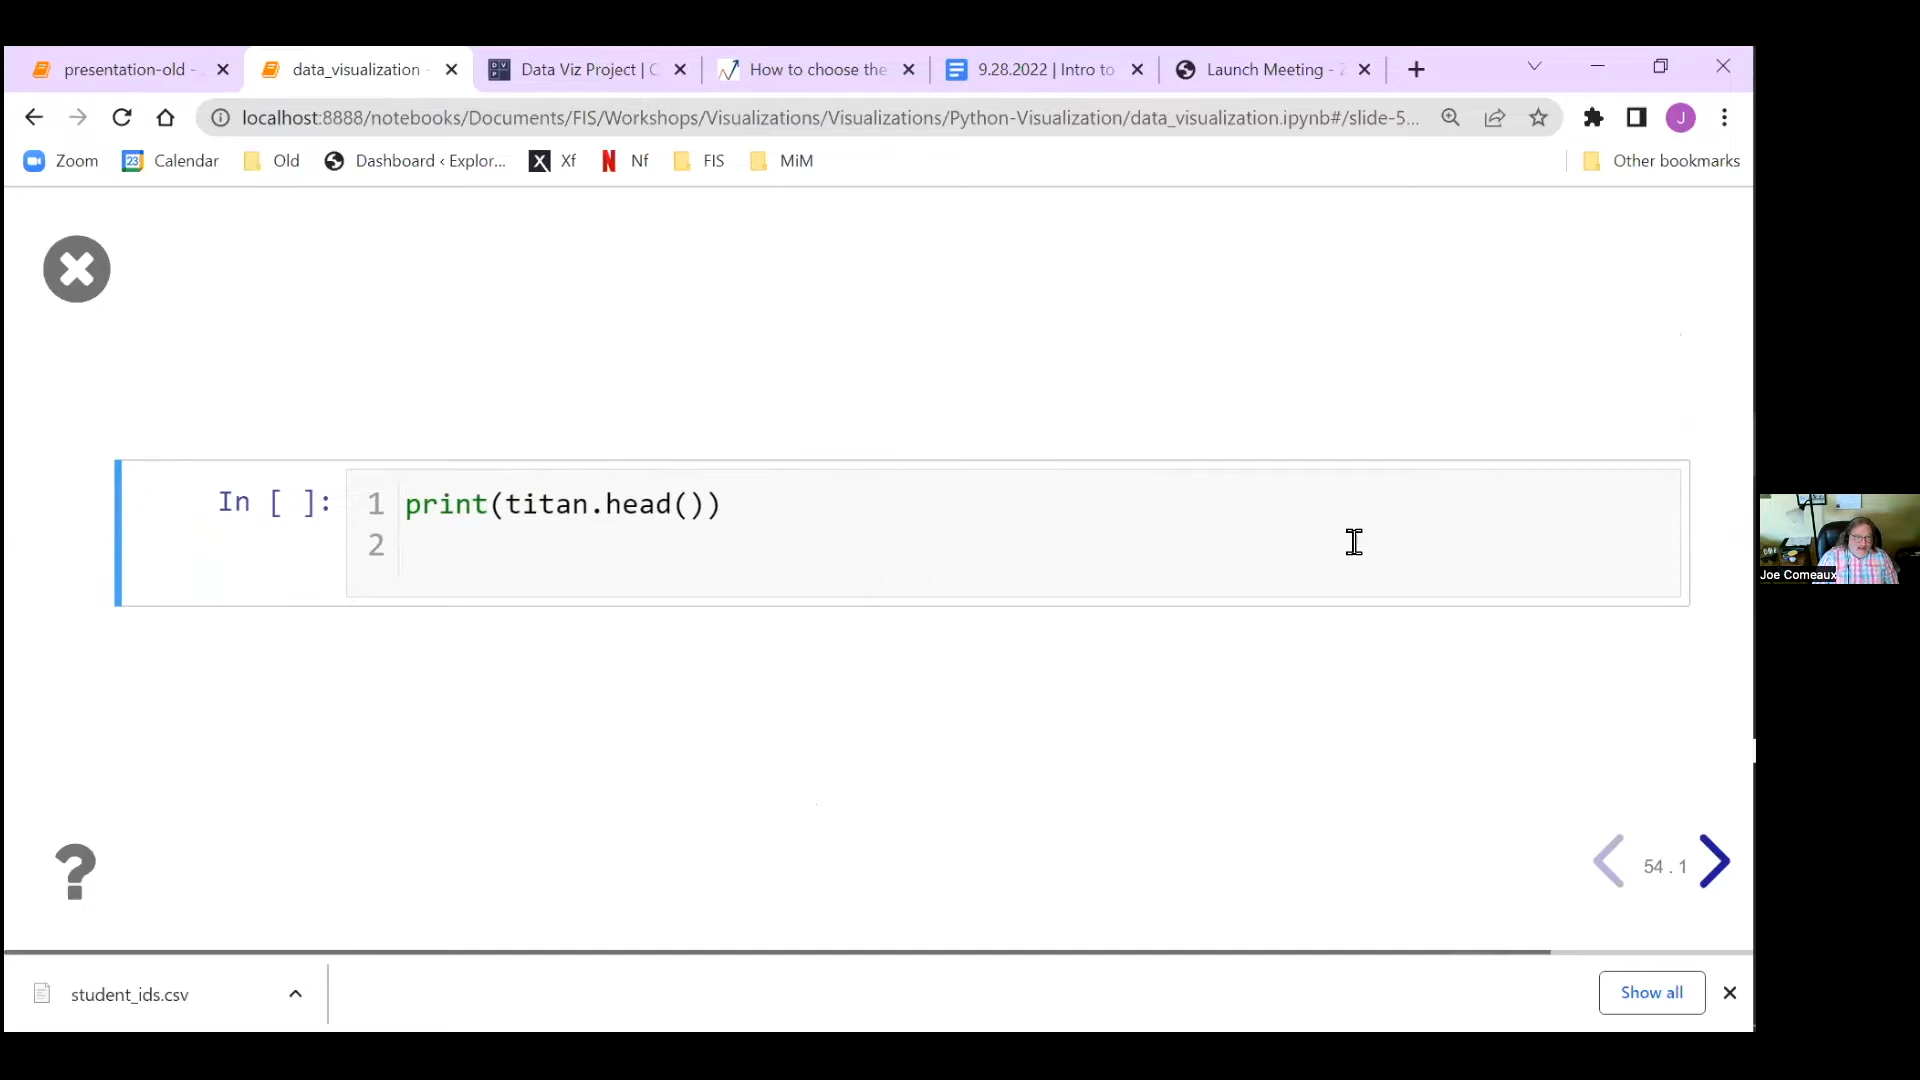 presentation-old - data_visualization - Data Viz Project | C How to choose the 9.28.2022 | Intro to Launch Meeting - Z
localhost:8888/notebooks/Documents/FIS/Workshops/Visualizations/Visualizations/Python-Visualization/data_visualization.ipynb#/slide-5... J
Zoom 23 Calendar Old Dashboard ‹ Explor... X Xf N Nf FIS MiM Other bookmarks
In [ ]: 1 print(titan.head())
2
Joe Comeaux
? 54 . 1
student_ids.csv Show all